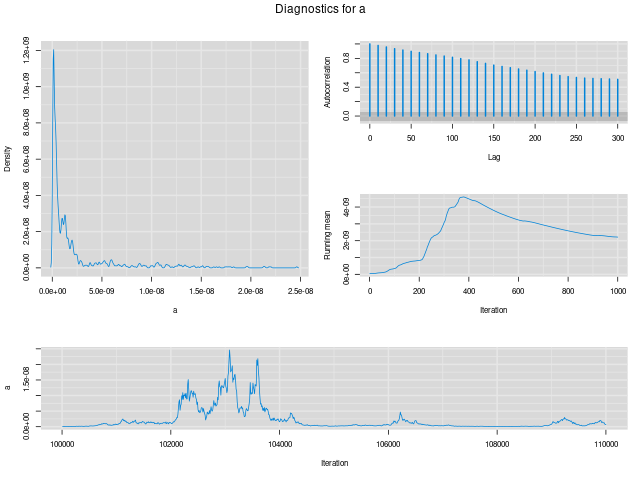 Diagnostics for a
Density
0.0e+00 2.0e+08 4.0e+08 6.0e+08 8.0e+08 1.0e+09 1.2e+09
0.0e+00 5.0e-09 1.0e-08 1.5e-08 2.0e-08 2.5e-08
a
Autocorrelation
0.0 0.4 0.8
0 50 100 150 200 250 300
Lag
Running mean
0e+00 2e-09 4e-09
0 200 400 600 800 1000
Iteration
a
0.0e+00 1.5e-08
100000 102000 104000 106000 108000 110000
Iteration